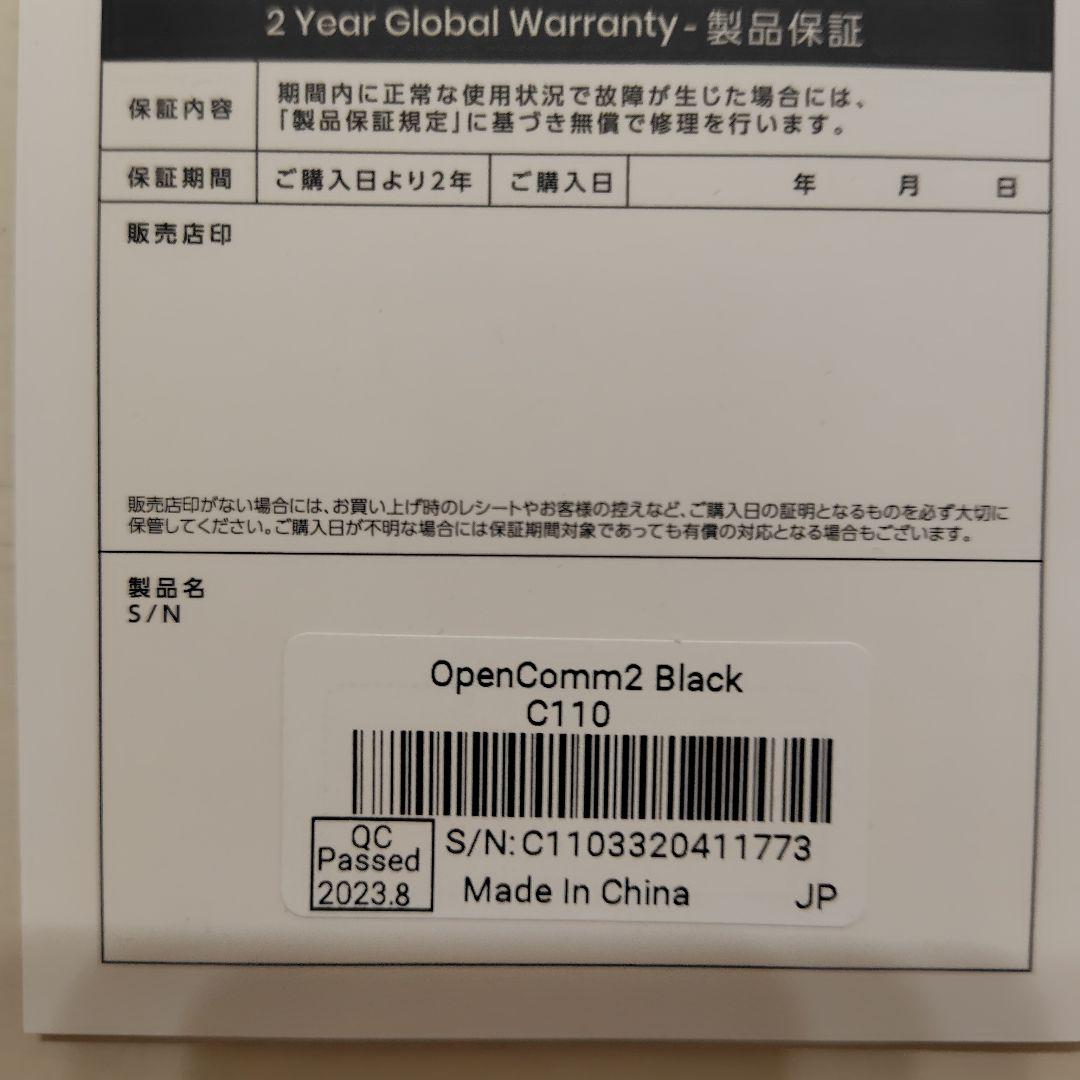 2 Year Global Warranty - 製品保証
保証内容
期間内に正常な使用状況で故障が生じた場合には、
「製品保証規定」に基づき無償で修理を行います。
保証期間 ご購入日より2年 ご購入日 年 月 日
販売店印
販売店印がない場合には、お買い上げ時のレシートやお客様の控えなど、ご購入日の証明となるものを必ず大切に
保管してください。ご購入日が不明な場合には保証期間対象であっても有償の対応となる場合もございます。
製品名
S/N
OpenComm2 Black
C110
QC
Passed
2023.8
S/N:C1103320411773
Made In China JP